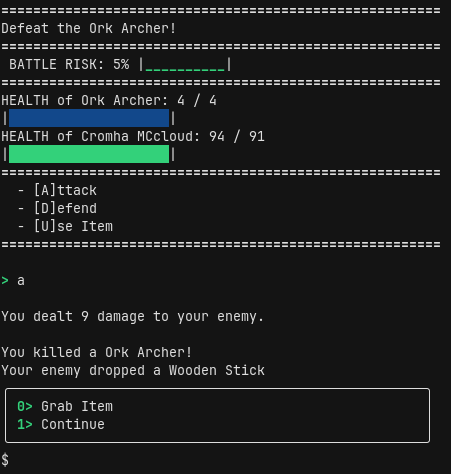 =======================================================
Defeat the Ork Archer!
=======================================================
BATTLE RISK: 5% |__________|
=======================================================
HEALTH of Ork Archer: 4 / 4
|████████████████████|
HEALTH of Cromha MCcloud: 94 / 91
|████████████████████|
=======================================================
- [A]ttack
- [D]efend
- [U]se Item
=======================================================
> a
You dealt 9 damage to your enemy.
You killed a Ork Archer!
Your enemy dropped a Wooden Stick
0> Grab Item
1> Continue
$